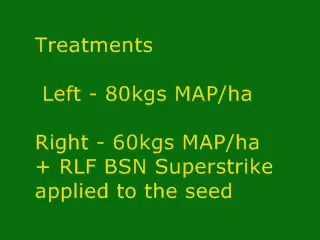 Treatments
Left - 80kgs MAP/ha
Right - 60kgs MAP/ha
+ RLF BSN Superstrike
applied to the seed